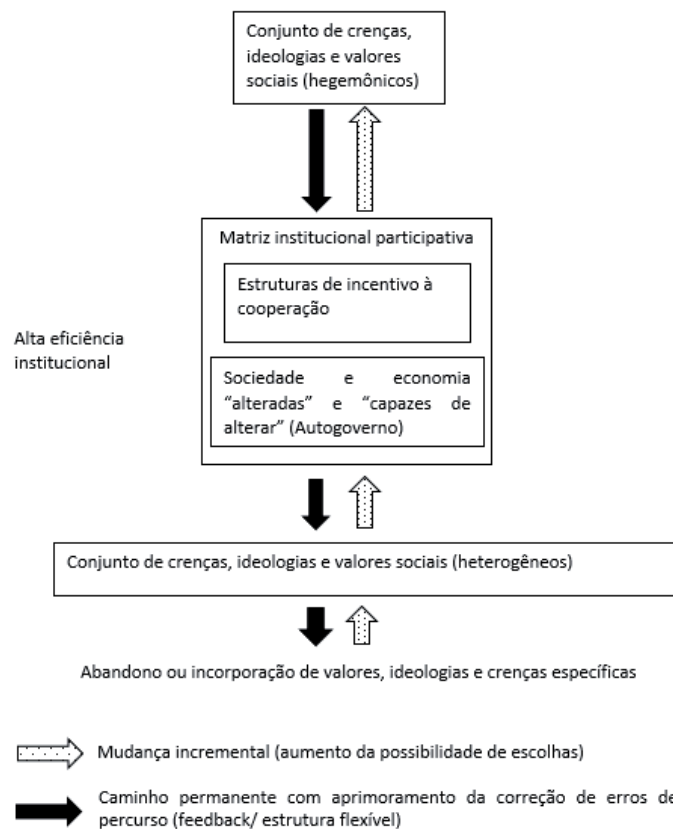 Conjunto de crenças,
ideologias e valores
sociais (hegemônicos)
Matriz institucional participativa
Estruturas de incentivo à
cooperação
Alta eficiência
institucional
Sociedade e economia
“alteradas” e “capazes de
alterar” (Autogoverno)
Conjunto de crenças, ideologias e valores sociais (heterogêneos)
Abandono ou incorporação de valores, ideologias e crenças específicas
Mudança incremental (aumento da possibilidade de escolhas)
Caminho permanente com aprimoramento da correção de erros de
percurso (feedback/ estrutura flexível)